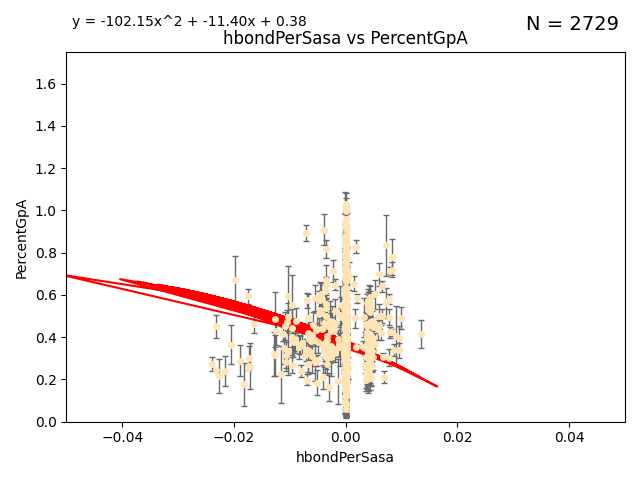 y = -102.15x^2 + -11.40x + 0.38
N = 2729
hbondPerSasa vs PercentGpA
PercentGpA
1.6
1.4
1.2
1.0
0.8
0.6
0.4
0.2
0.0
−0.04
−0.02
0.00
0.02
0.04
hbondPerSasa